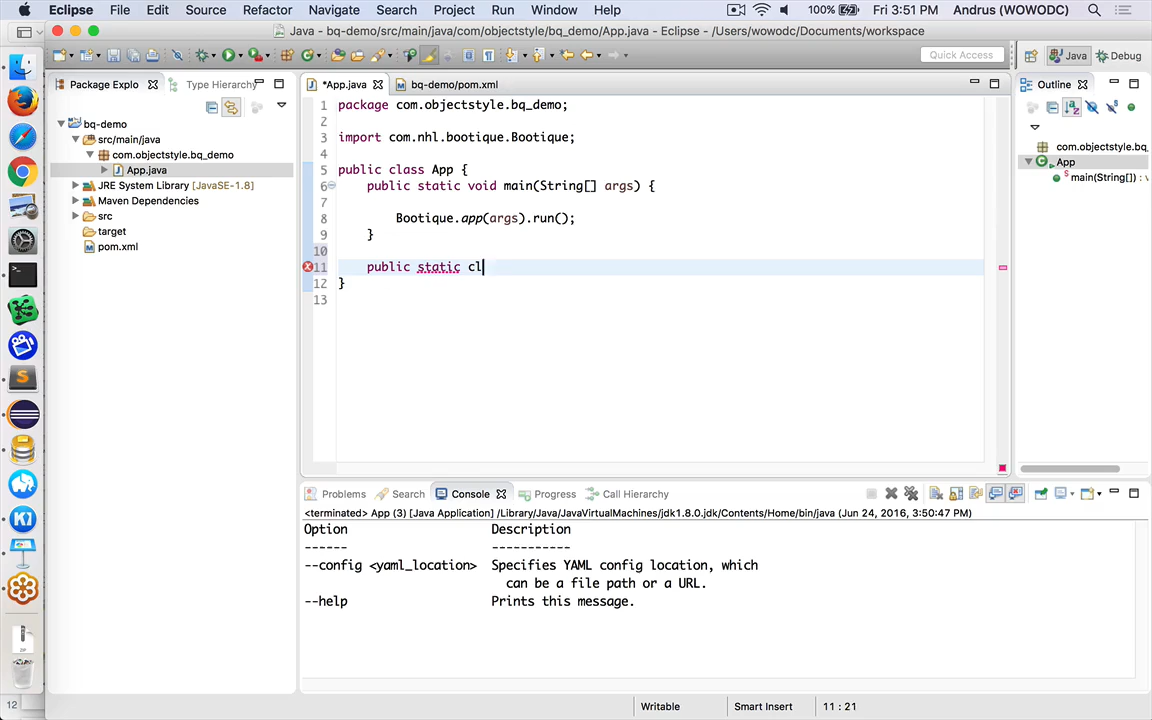 Eclipse File Edit Source Refactor Navigate Search Project Run Window Help 100% Fri 3:51 PM Andrus (WOWODC)
Java - bq-demo/src/main/java/com/objectstyle/bq_demo/App.java - Eclipse - /Users/wowodc/Documents/workspace
Quick Access Java Debug
Package Explo Type Hierarchy *App.java bq-demo/pom.xml Outline
bq-demo
src/main/java
com.objectstyle.bq_demo
App.java
JRE System Library [JavaSE-1.8]
Maven Dependencies
src
target
pom.xml
1 package com.objectstyle.bq_demo;
2
3 import com.nhl.bootique.Bootique;
4
5 public class App {
6 public static void main(String[] args) {
7
8 Bootique.app(args).run();
9 }
10
11 public static cl
12 }
13
com.objectstyle.bq_
App
main(String[]) : v
Problems Search Console Progress Call Hierarchy
<terminated> App (3) [Java Application] /Library/Java/JavaVirtualMachines/jdk1.8.0.jdk/Contents/Home/bin/java (Jun 24, 2016, 3:50:47 PM)
Option Description
------ -----------
--config <yaml_location> Specifies YAML config location, which
can be a file path or a URL.
--help Prints this message.
12 Writable Smart Insert 11 : 21